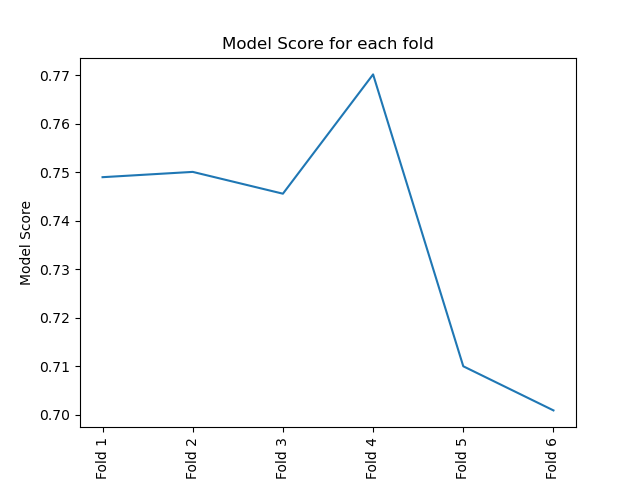 Model Score for each fold
0.77
0.76
0.75
0.74
0.73
0.72
0.71
0.70
Model Score
Fold 1
Fold 2
Fold 3
Fold 4
Fold 5
Fold 6